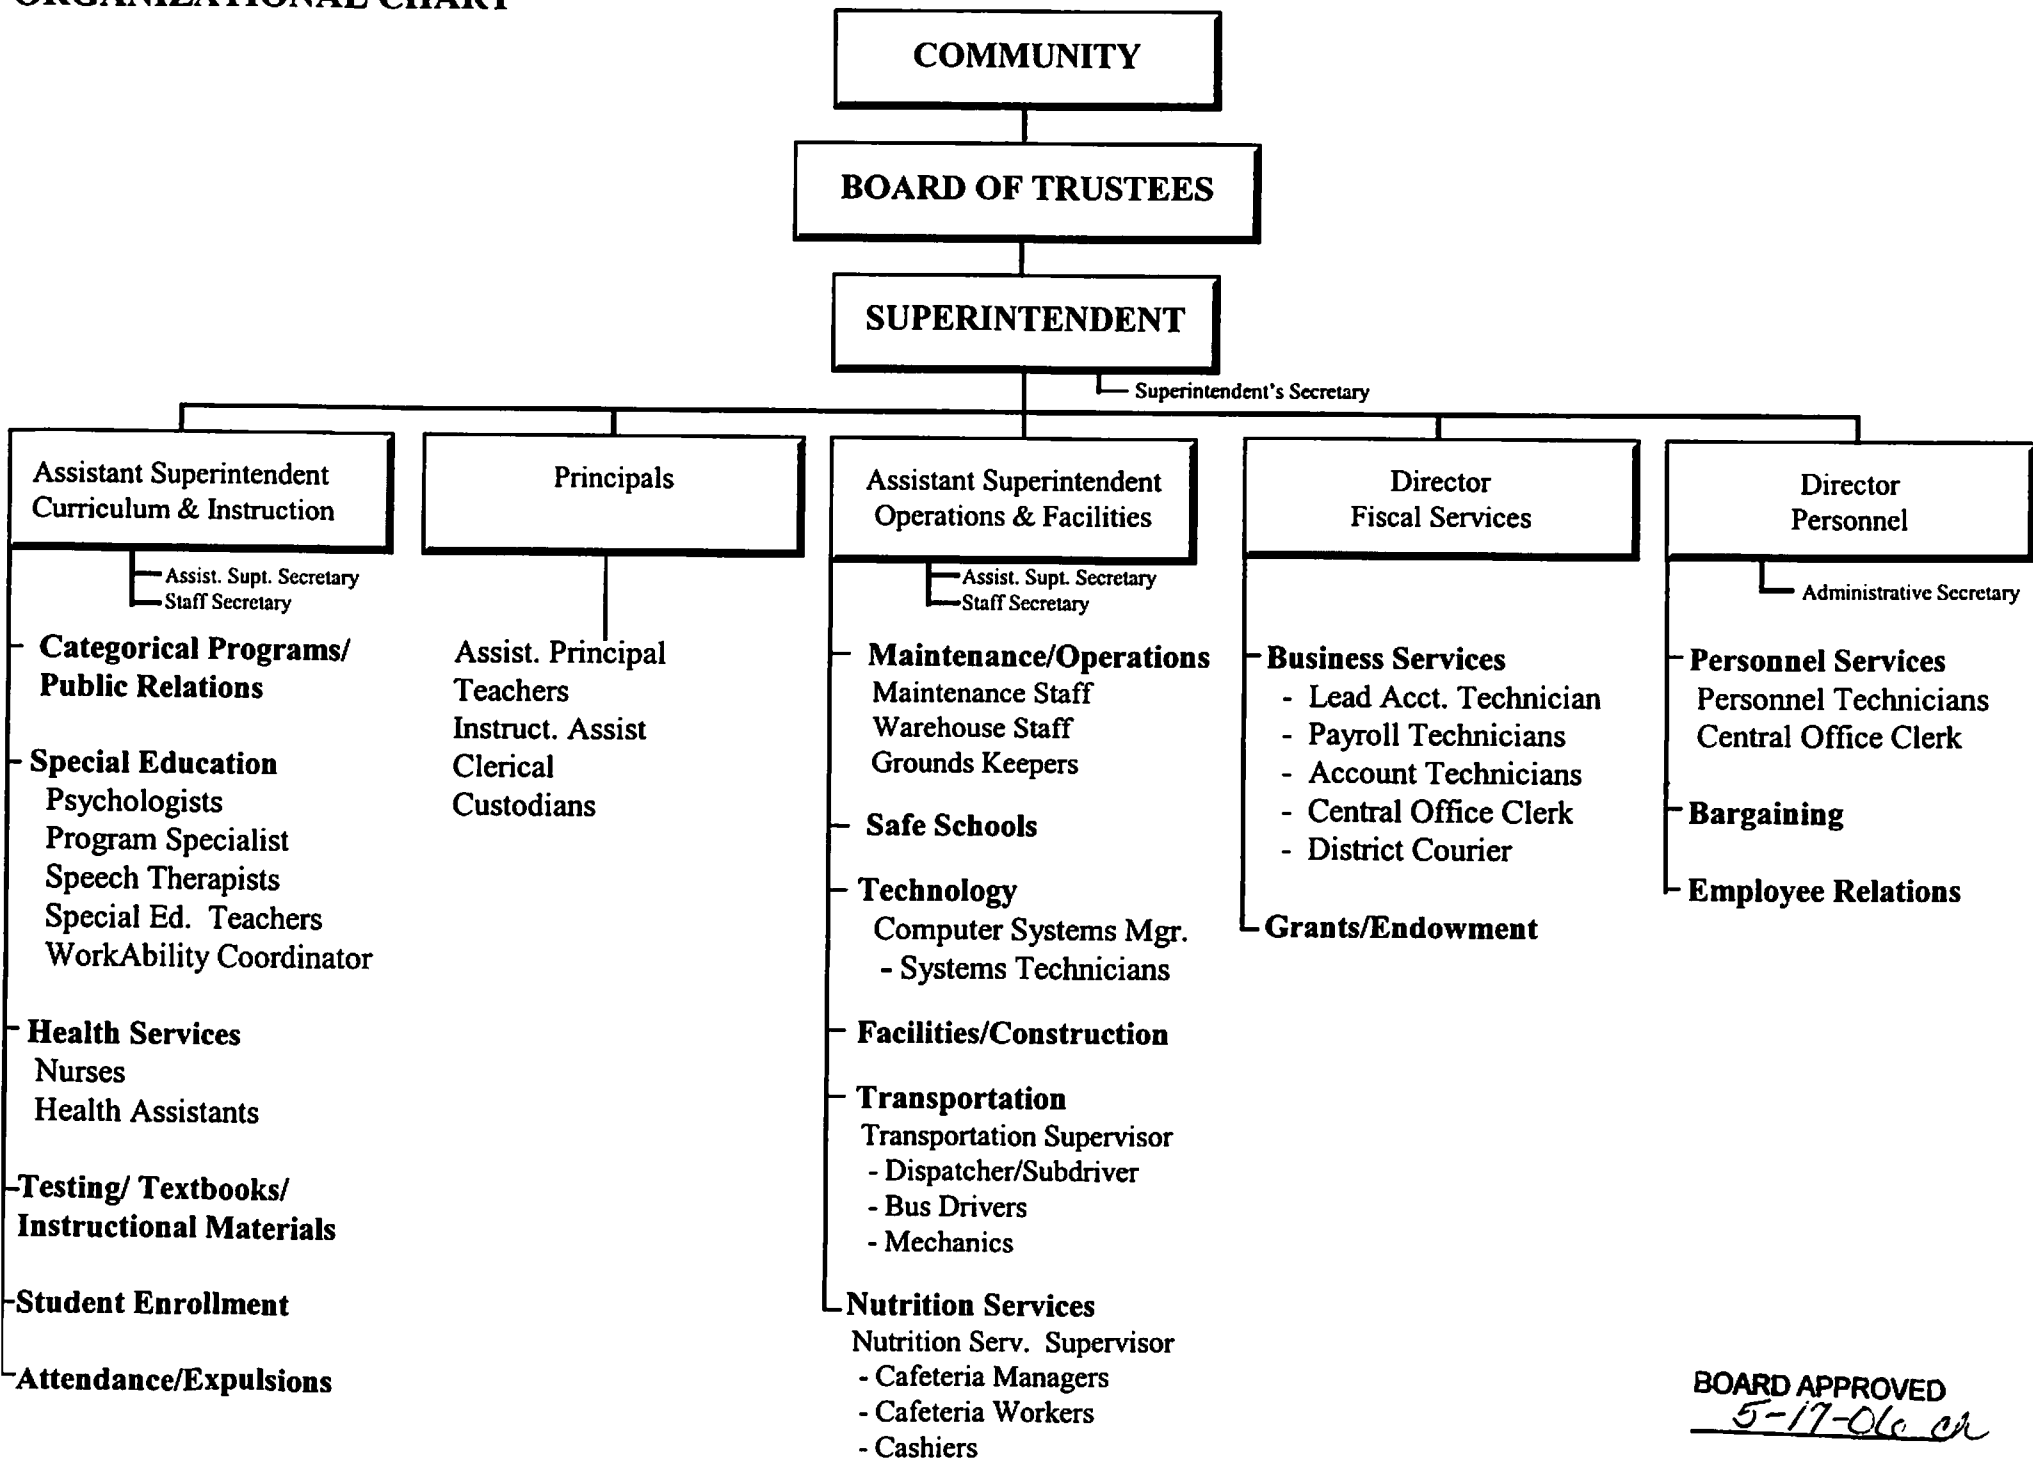 ORGANIZATIONAL CHART
COMMUNITY
BOARD OF TRUSTEES
SUPERINTENDENT
Superintendent's Secretary
Assistant Superintendent
Curriculum & Instruction
Assist. Supt. Secretary
Staff Secretary
Categorical Programs/
Public Relations
Special Education
Psychologists
Program Specialist
Speech Therapists
Special Ed. Teachers
WorkAbility Coordinator
Health Services
Nurses
Health Assistants
Testing/ Textbooks/
Instructional Materials
Student Enrollment
Attendance/Expulsions
Principals
Assist. Principal
Teachers
Instruct. Assist
Clerical
Custodians
Assistant Superintendent
Operations & Facilities
Assist. Supt. Secretary
Staff Secretary
Maintenance/Operations
Maintenance Staff
Warehouse Staff
Grounds Keepers
Safe Schools
Technology
Computer Systems Mgr.
- Systems Technicians
Facilities/Construction
Transportation
Transportation Supervisor
- Dispatcher/Subdriver
- Bus Drivers
- Mechanics
Nutrition Services
Nutrition Serv. Supervisor
- Cafeteria Managers
- Cafeteria Workers
- Cashiers
Director
Fiscal Services
Business Services
- Lead Acct. Technician
- Payroll Technicians
- Account Technicians
- Central Office Clerk
- District Courier
Grants/Endowment
Director
Personnel
Administrative Secretary
Personnel Services
Personnel Technicians
Central Office Clerk
Bargaining
Employee Relations
BOARD APPROVED
5-17-06 ch